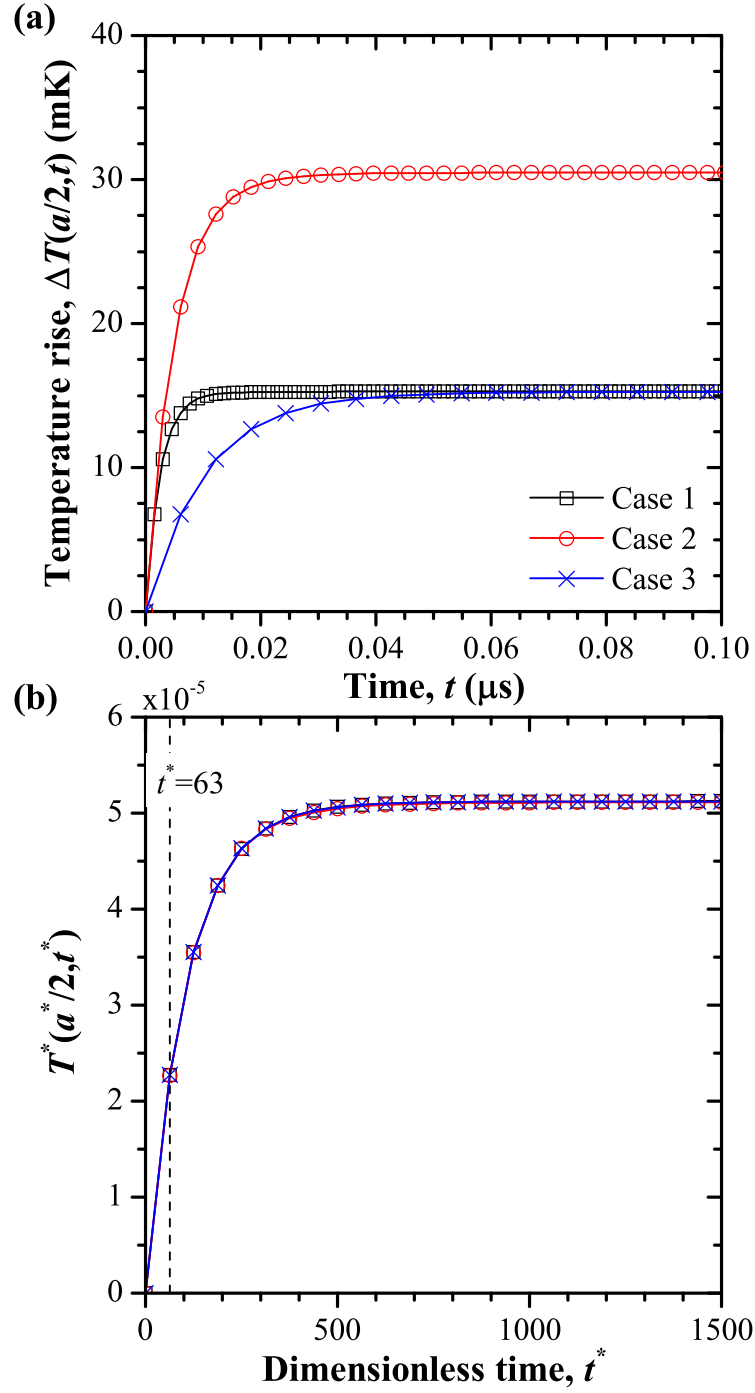 (a)
Temperature rise, ΔT(a/2,t) (mK)
40
30
20
10
0
Case 1
Case 2
Case 3
0.00 0.02 0.04 0.06 0.08 0.10
Time, t (μs)
(b)
x10⁻⁵
T*(a*/2,t*)
6
5
4
3
2
1
0
t*=63
0 500 1000 1500
Dimensionless time, t*